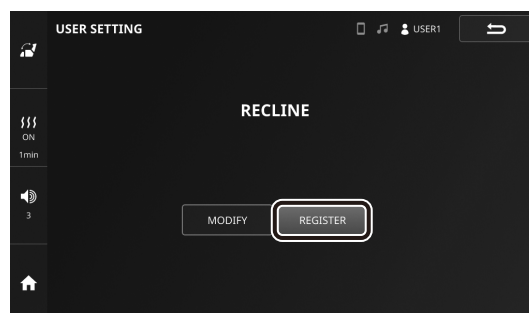 USER SETTING
USER1
ON
1min
3
RECLINE
MODIFY
REGISTER